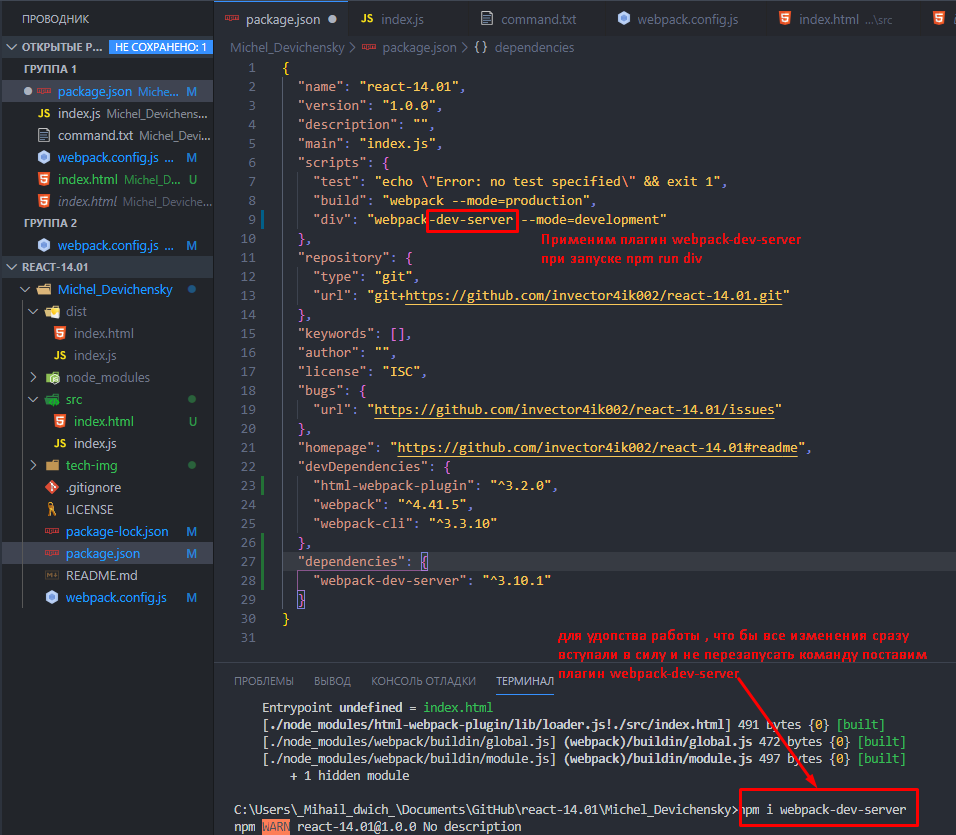 ПРОВОДНИК
ОТКРЫТЫЕ Р... НЕ СОХРАНЕНО: 1
ГРУППА 1
package.json Miche... M
JS index.js Michel_Devichens...
command.txt Michel_Devi...
webpack.config.js ... M
index.html Michel_D... U
index.html Michel_Deviche...
ГРУППА 2
webpack.config.js ... M
REACT-14.01
Michel_Devichensky
dist
index.html
JS index.js
node_modules
src
index.html U
JS index.js
tech-img
.gitignore
LICENSE
package-lock.json M
package.json M
README.md
webpack.config.js M
package.json JS index.js command.txt webpack.config.js index.html ...\src
Michel_Devichensky > package.json > {} dependencies
1 {
2 "name": "react-14.01",
3 "version": "1.0.0",
4 "description": "",
5 "main": "index.js",
6 "scripts": {
7 "test": "echo \"Error: no test specified\" && exit 1",
8 "build": "webpack --mode=production",
9 "div": "webpack-dev-server --mode=development"
10 },
Применим плагин webpack-dev-server
при запуске npm run div
11 "repository": {
12 "type": "git",
13 "url": "git+https://github.com/invector4ik002/react-14.01.git"
14 },
15 "keywords": [],
16 "author": "",
17 "license": "ISC",
18 "bugs": {
19 "url": "https://github.com/invector4ik002/react-14.01/issues"
20 },
21 "homepage": "https://github.com/invector4ik002/react-14.01#readme",
22 "devDependencies": {
23 "html-webpack-plugin": "^3.2.0",
24 "webpack": "^4.41.5",
25 "webpack-cli": "^3.3.10"
26 },
27 "dependencies": {
28 "webpack-dev-server": "^3.10.1"
29 }
30 }
31
для удопства работы , что бы все изменения сразу
вступали в силу и не перезапусать команду поставим
плагин webpack-dev-server
ПРОБЛЕМЫ ВЫВОД КОНСОЛЬ ОТЛАДКИ ТЕРМИНАЛ
Entrypoint undefined = index.html
[./node_modules/html-webpack-plugin/lib/loader.js!./src/index.html] 491 bytes {0} [built]
[./node_modules/webpack/buildin/global.js] (webpack)/buildin/global.js 472 bytes {0} [built]
[./node_modules/webpack/buildin/module.js] (webpack)/buildin/module.js 497 bytes {0} [built]
+ 1 hidden module
C:\Users\_Mihail_dwich_\Documents\GitHub\react-14.01\Michel_Devichensky>npm i webpack-dev-server
npm WARN react-14.01@1.0.0 No description